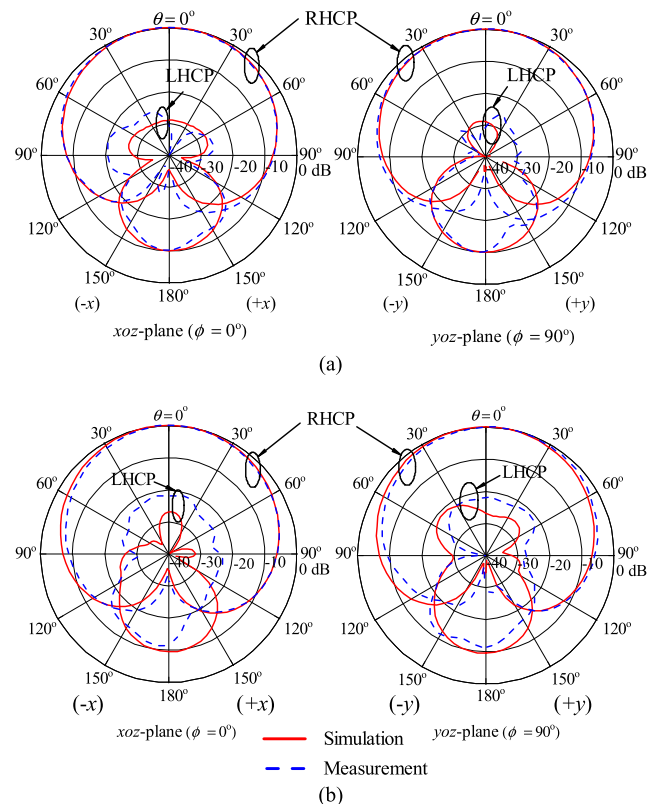 (a)
θ = 0°
RHCP
θ = 0°
30°
30°
30°
30°
LHCP
LHCP
60°
60°
60°
60°
90°
-40
-30
-20
-10
90°
90°
-40
-30
-20
-10
90°
0 dB
0 dB
120°
120°
120°
120°
150°
150°
150°
150°
180°
180°
(-x)
(+x)
(-y)
(+y)
xoz-plane (ϕ = 0°)
yoz-plane (ϕ = 90°)
(a)
θ = 0°
RHCP
θ = 0°
30°
30°
30°
30°
LHCP
LHCP
60°
60°
60°
60°
90°
-40
-30
-20
-10
90°
90°
-40
-30
-20
-10
90°
0 dB
0 dB
120°
120°
120°
120°
150°
150°
150°
150°
180°
180°
(-x)
(+x)
(-y)
(+y)
xoz-plane (ϕ = 0°)
yoz-plane (ϕ = 90°)
Simulation
Measurement
(b)